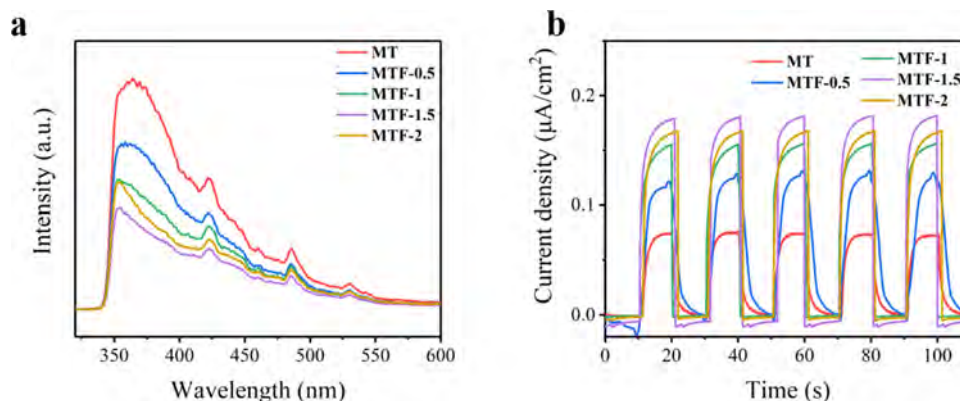 a
MT
MTF-0.5
MTF-1
MTF-1.5
MTF-2
Intensity (a.u.)
350 400 450 500 550 600
Wavelength (nm)
b
MT
MTF-0.5
MTF-1
MTF-1.5
MTF-2
Current density (μA/cm²)
0.2
0.1
0.0
0 20 40 60 80 100
Time (s)